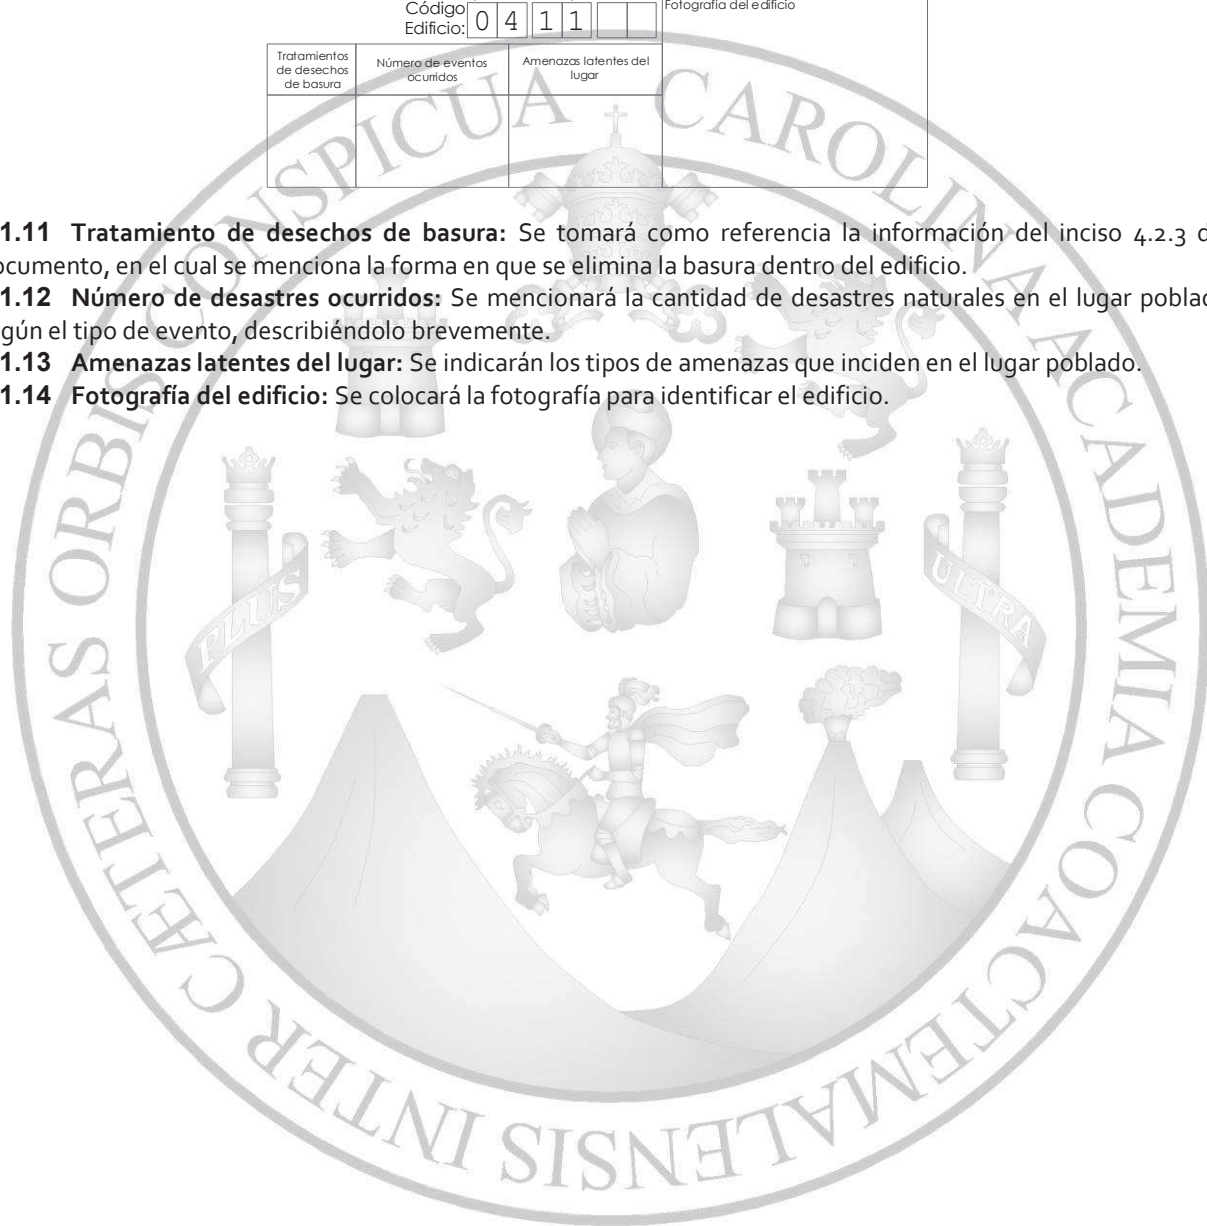 Código
Edificio: 0 4 1 1
Fotografía del edificio
Tratamientos
de desechos
de basura
Número de eventos
ocurridos
Amenazas latentes del
lugar
1.11 Tratamiento de desechos de basura: Se tomará como referencia la información del inciso 4.2.3 d
ocumento, en el cual se menciona la forma en que se elimina la basura dentro del edificio.
1.12 Número de desastres ocurridos: Se mencionará la cantidad de desastres naturales en el lugar poblad
gún el tipo de evento, describiéndolo brevemente.
1.13 Amenazas latentes del lugar: Se indicarán los tipos de amenazas que inciden en el lugar poblado.
1.14 Fotografía del edificio: Se colocará la fotografía para identificar el edificio.
CAROLINA ACADEMIA COACTEMALENSIS INTER CÆTERAS ORBIS CONSPICUA
PLUS
ULTRA